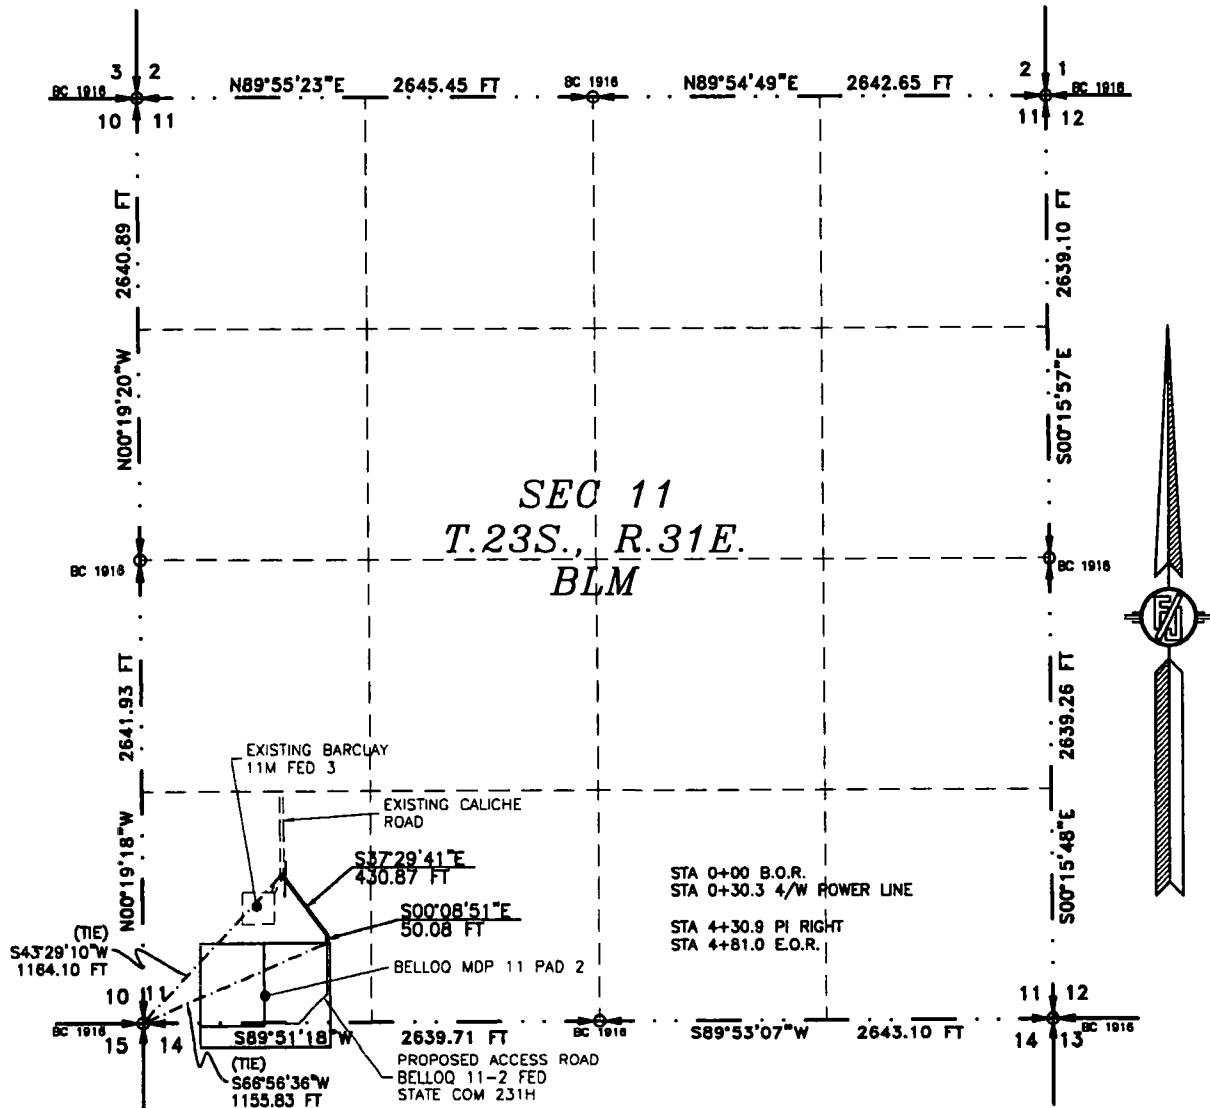 3 2
BC 1916
10 11
N89°55'23"E 2645.45 FT
BC 1916
N89°54'49"E 2642.65 FT
2 1
BC 1916
11 12
2640.89 FT
N00°19'20"W
2639.10 FT
S00°15'57"E
SEC 11
T.23S., R.31E.
BLM
BC 1916
BC 1916
2641.93 FT
N00°19'18"W
2639.26 FT
S00°15'48"E
EXISTING BARCLAY
11M FED 3
EXISTING CALICHE
ROAD
S37°29'41"E
430.87 FT
S00°08'51"E
50.08 FT
STA 0+00 B.O.R.
STA 0+30.3 4/W POWER LINE
STA 4+30.9 PI RIGHT
STA 4+81.0 E.O.R.
(TIE)
S43°29'10"W
1164.10 FT
BELLOQ MDP 11 PAD 2
10 11
BC 1916
15 14
S89°51'18"W 2639.71 FT
BC 1916
S89°53'07"W 2643.10 FT
11 12
BC 1916
14 13
(TIE)
S66°56'36"W
1155.83 FT
PROPOSED ACCESS ROAD
BELLOQ 11-2 FED
STATE COM 231H